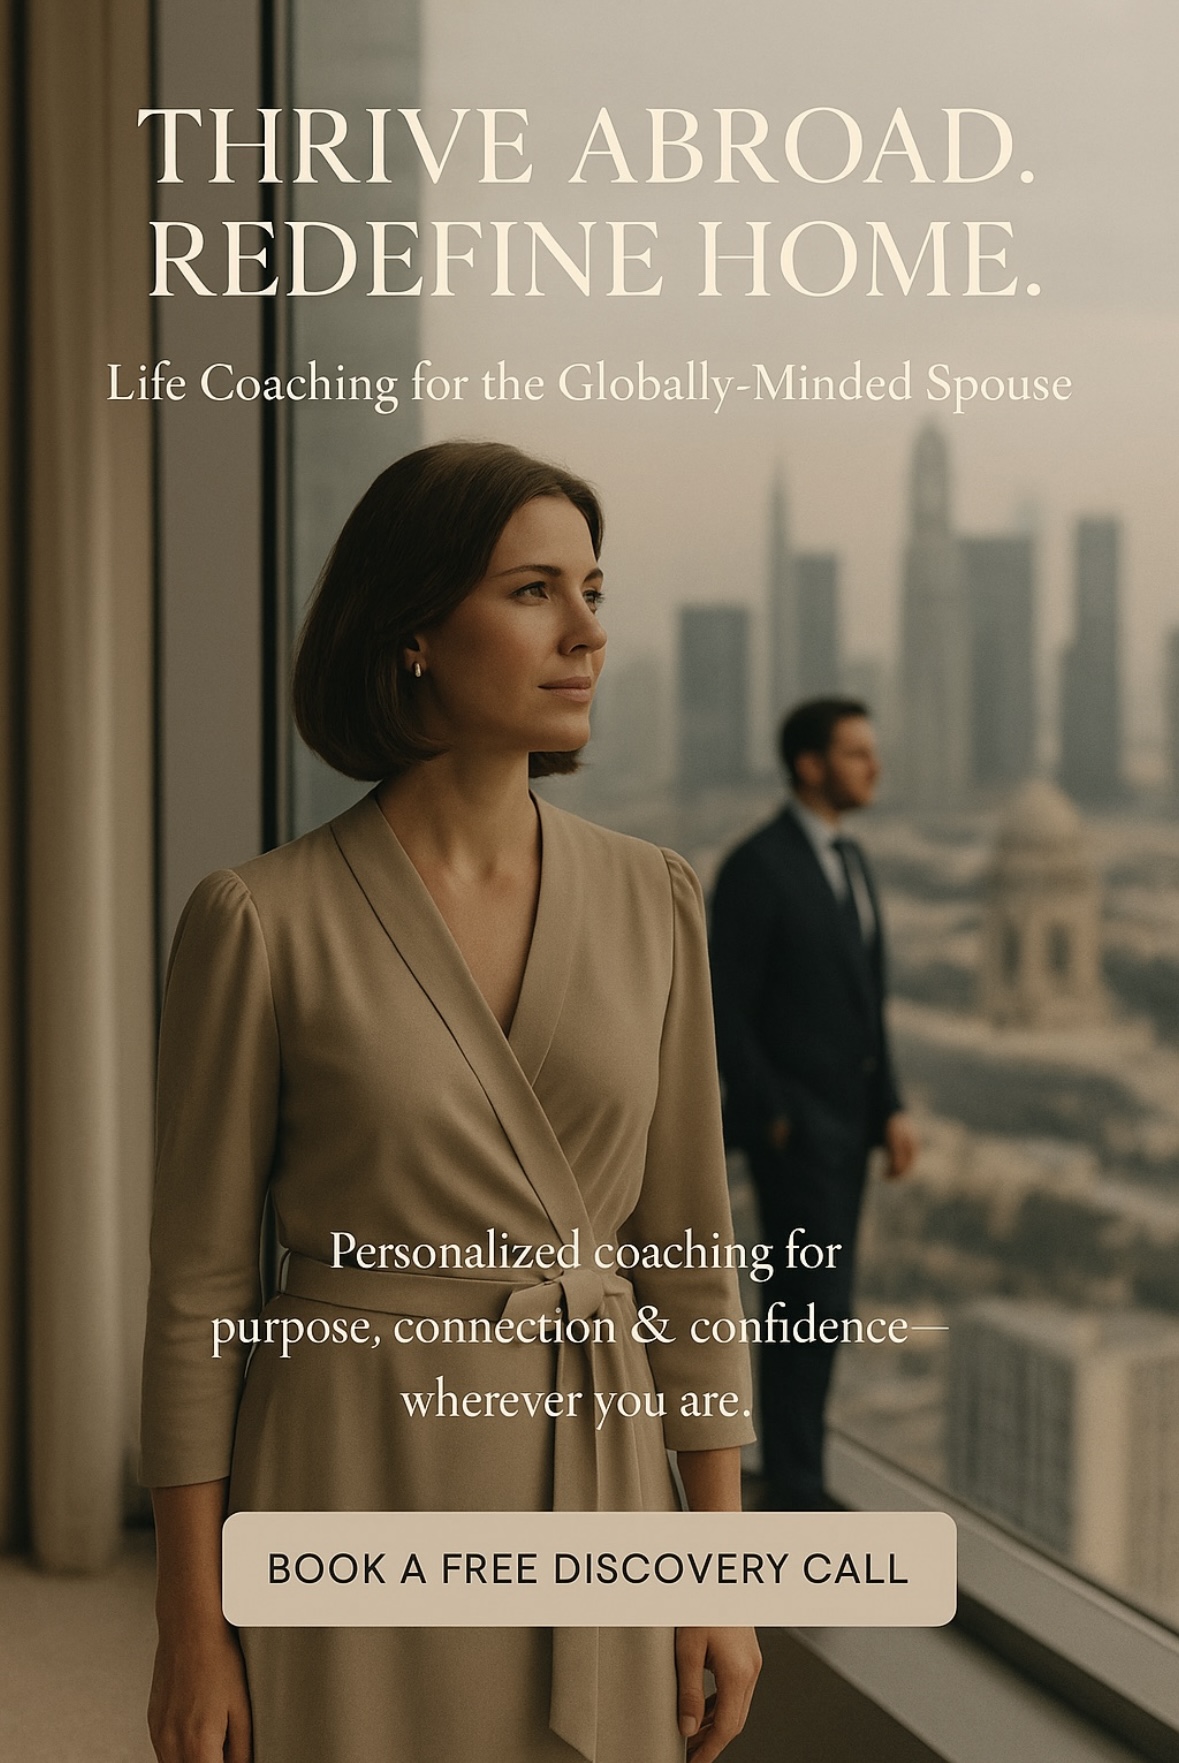 THRIVE ABROAD.
REDEFINE HOME.
Life Coaching for the Globally-Minded Spouse
Personalized coaching for
purpose, connection & confidence—
wherever you are.
BOOK A FREE DISCOVERY CALL